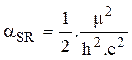 α_SR = 1/2 . μ²/h².c²